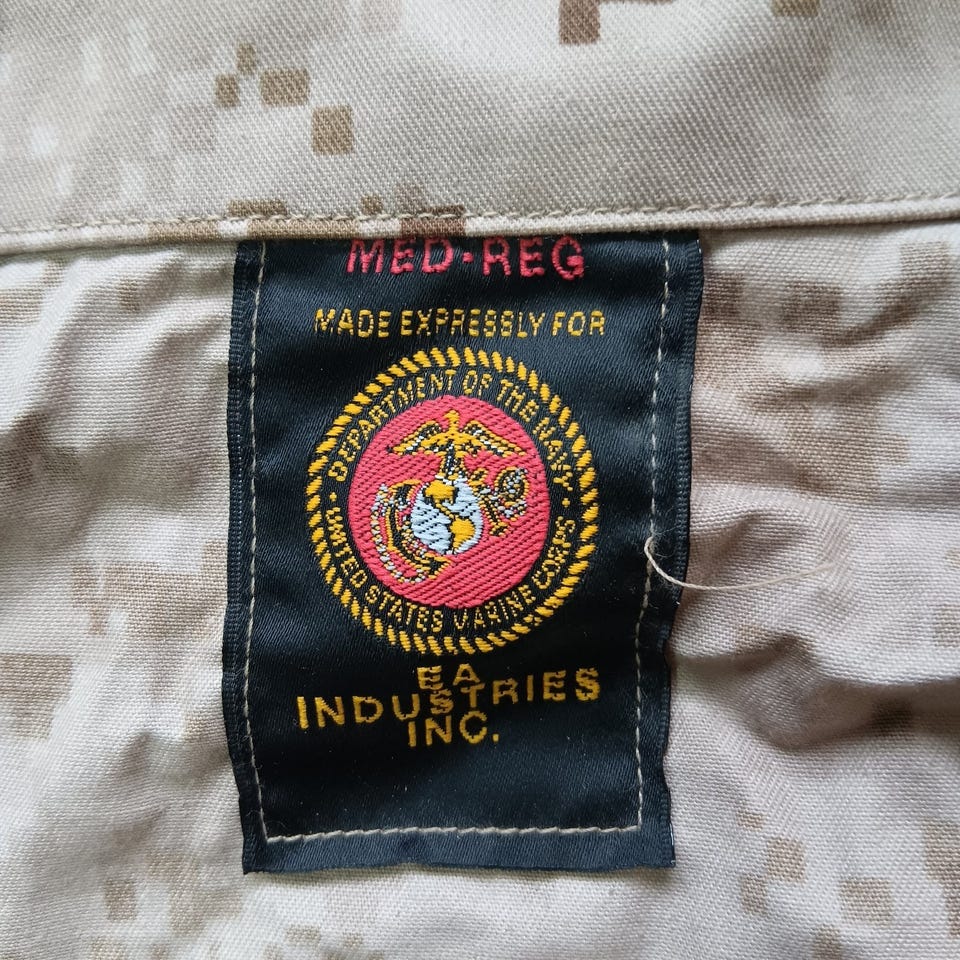 MED-REG
MADE EXPRESSLY FOR
DEPARTMENT OF THE NAVY
UNITED STATES MARINE CORPS
EA
INDUSTRIES
INC.